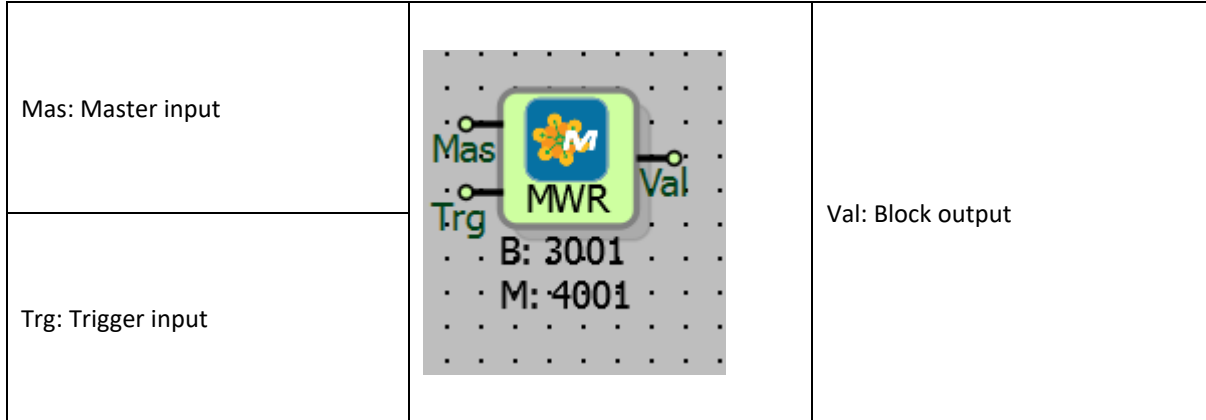 Mas: Master input
Trg: Trigger input
M
Mas
Trg
MWR
Val
B: 3001
M: 4001
Val: Block output